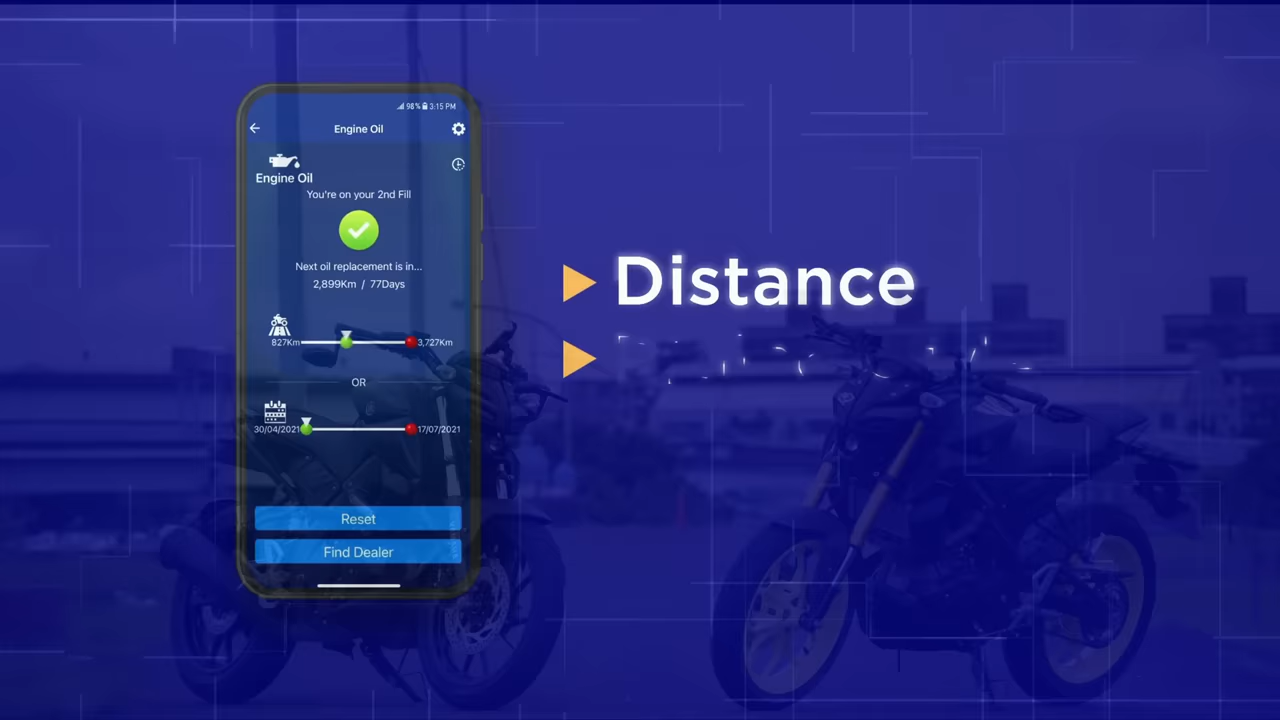 98% 3:15 PM
Engine Oil
Engine Oil
You're on your 2nd Fill
Next oil replacement is in...
2,899Km / 77Days
827Km 3,727Km
OR
30/04/2021 17/07/2021
Reset
Find Dealer
Distance